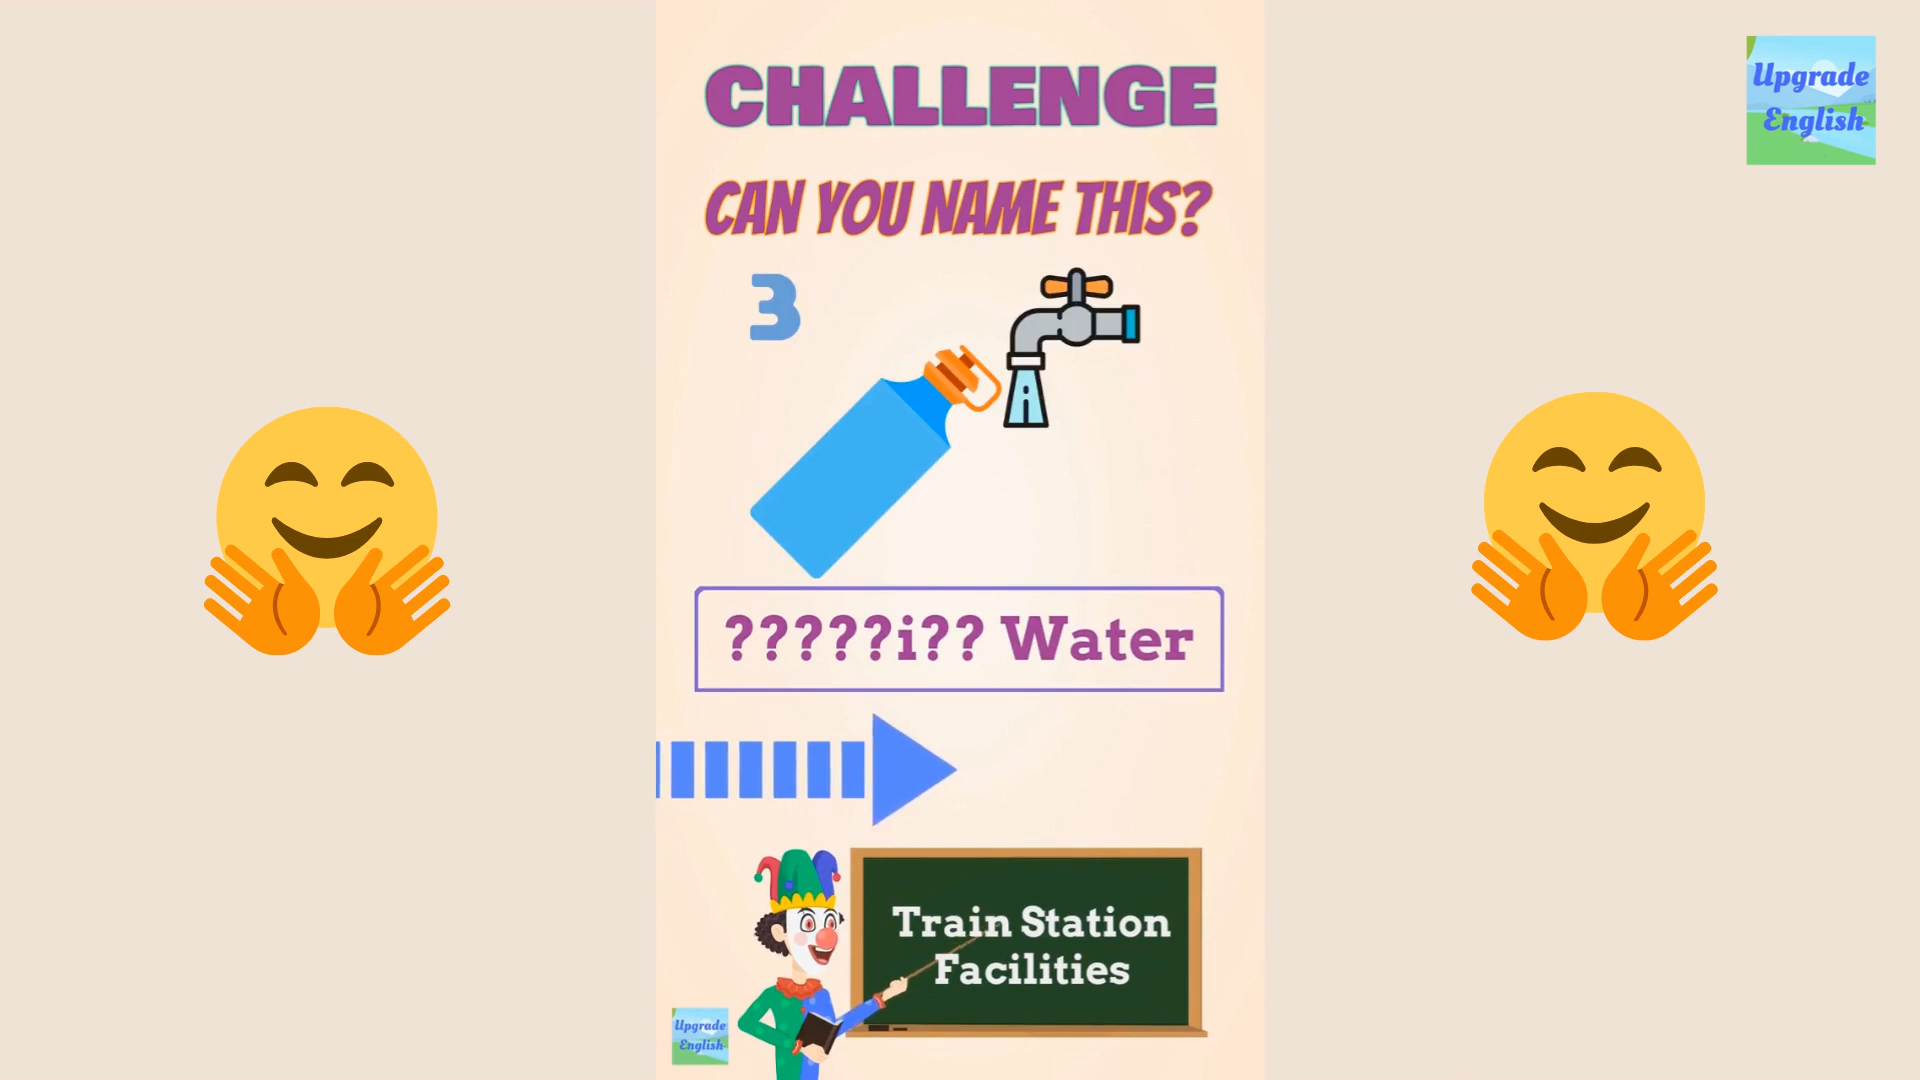 CHALLENGE
CAN YOU NAME THIS?
3
?????i?? Water
Train Station
Facilities
Upgrade
English
Upgrade
English